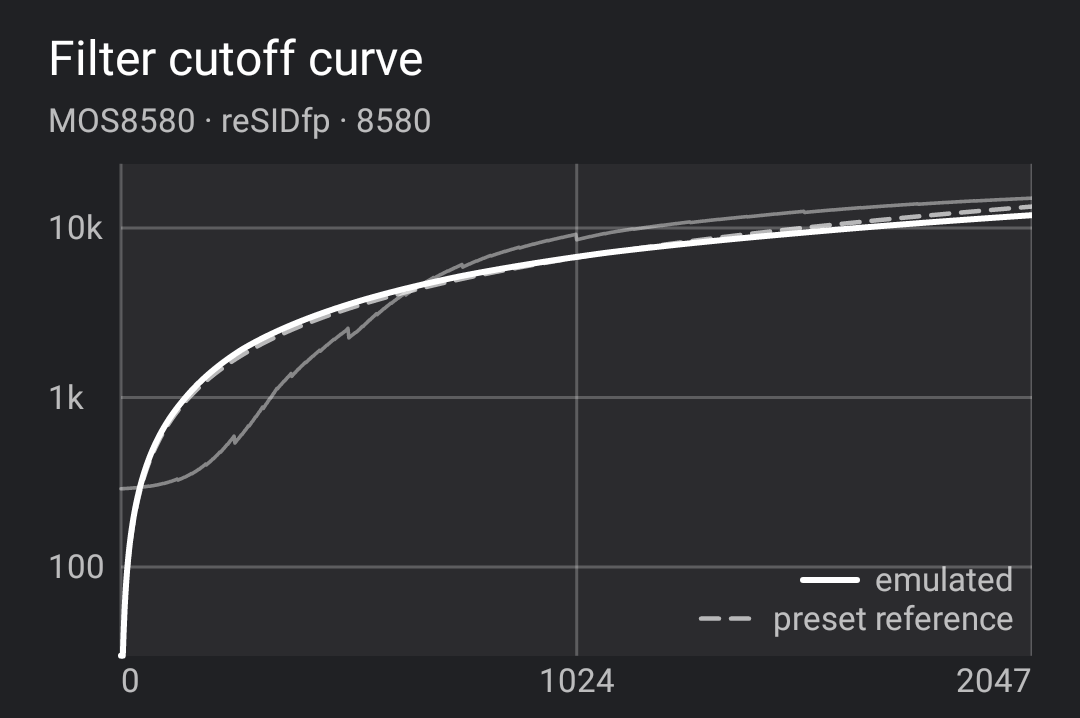 Filter cutoff curve
MOS8580 · reSIDfp · 8580
10k
1k
100
emulated
preset reference
0 1024 2047